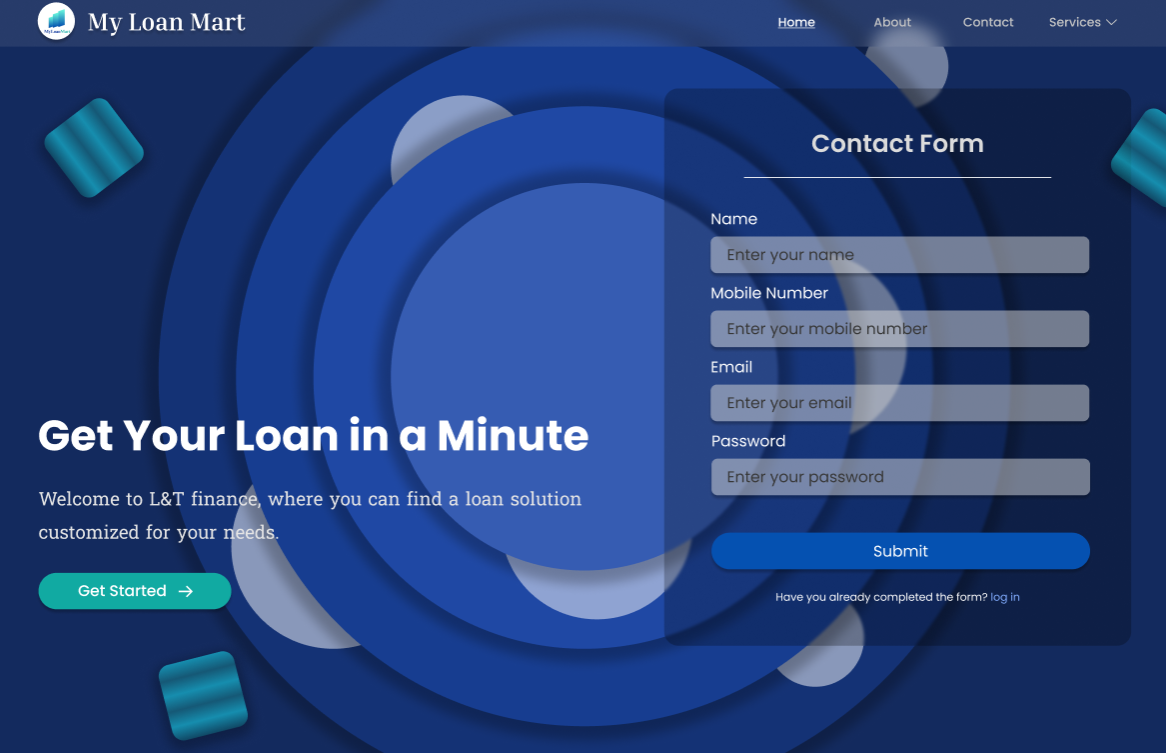 My Loan Mart
MyLoanMart
Home
About
Contact
Services
Contact Form
Name
Enter your name
Mobile Number
Enter your mobile number
Email
Enter your email
Password
Enter your password
Submit
Have you already completed the form? log in
Get Your Loan in a Minute
Welcome to L&T finance, where you can find a loan solution
customized for your needs.
Get Started